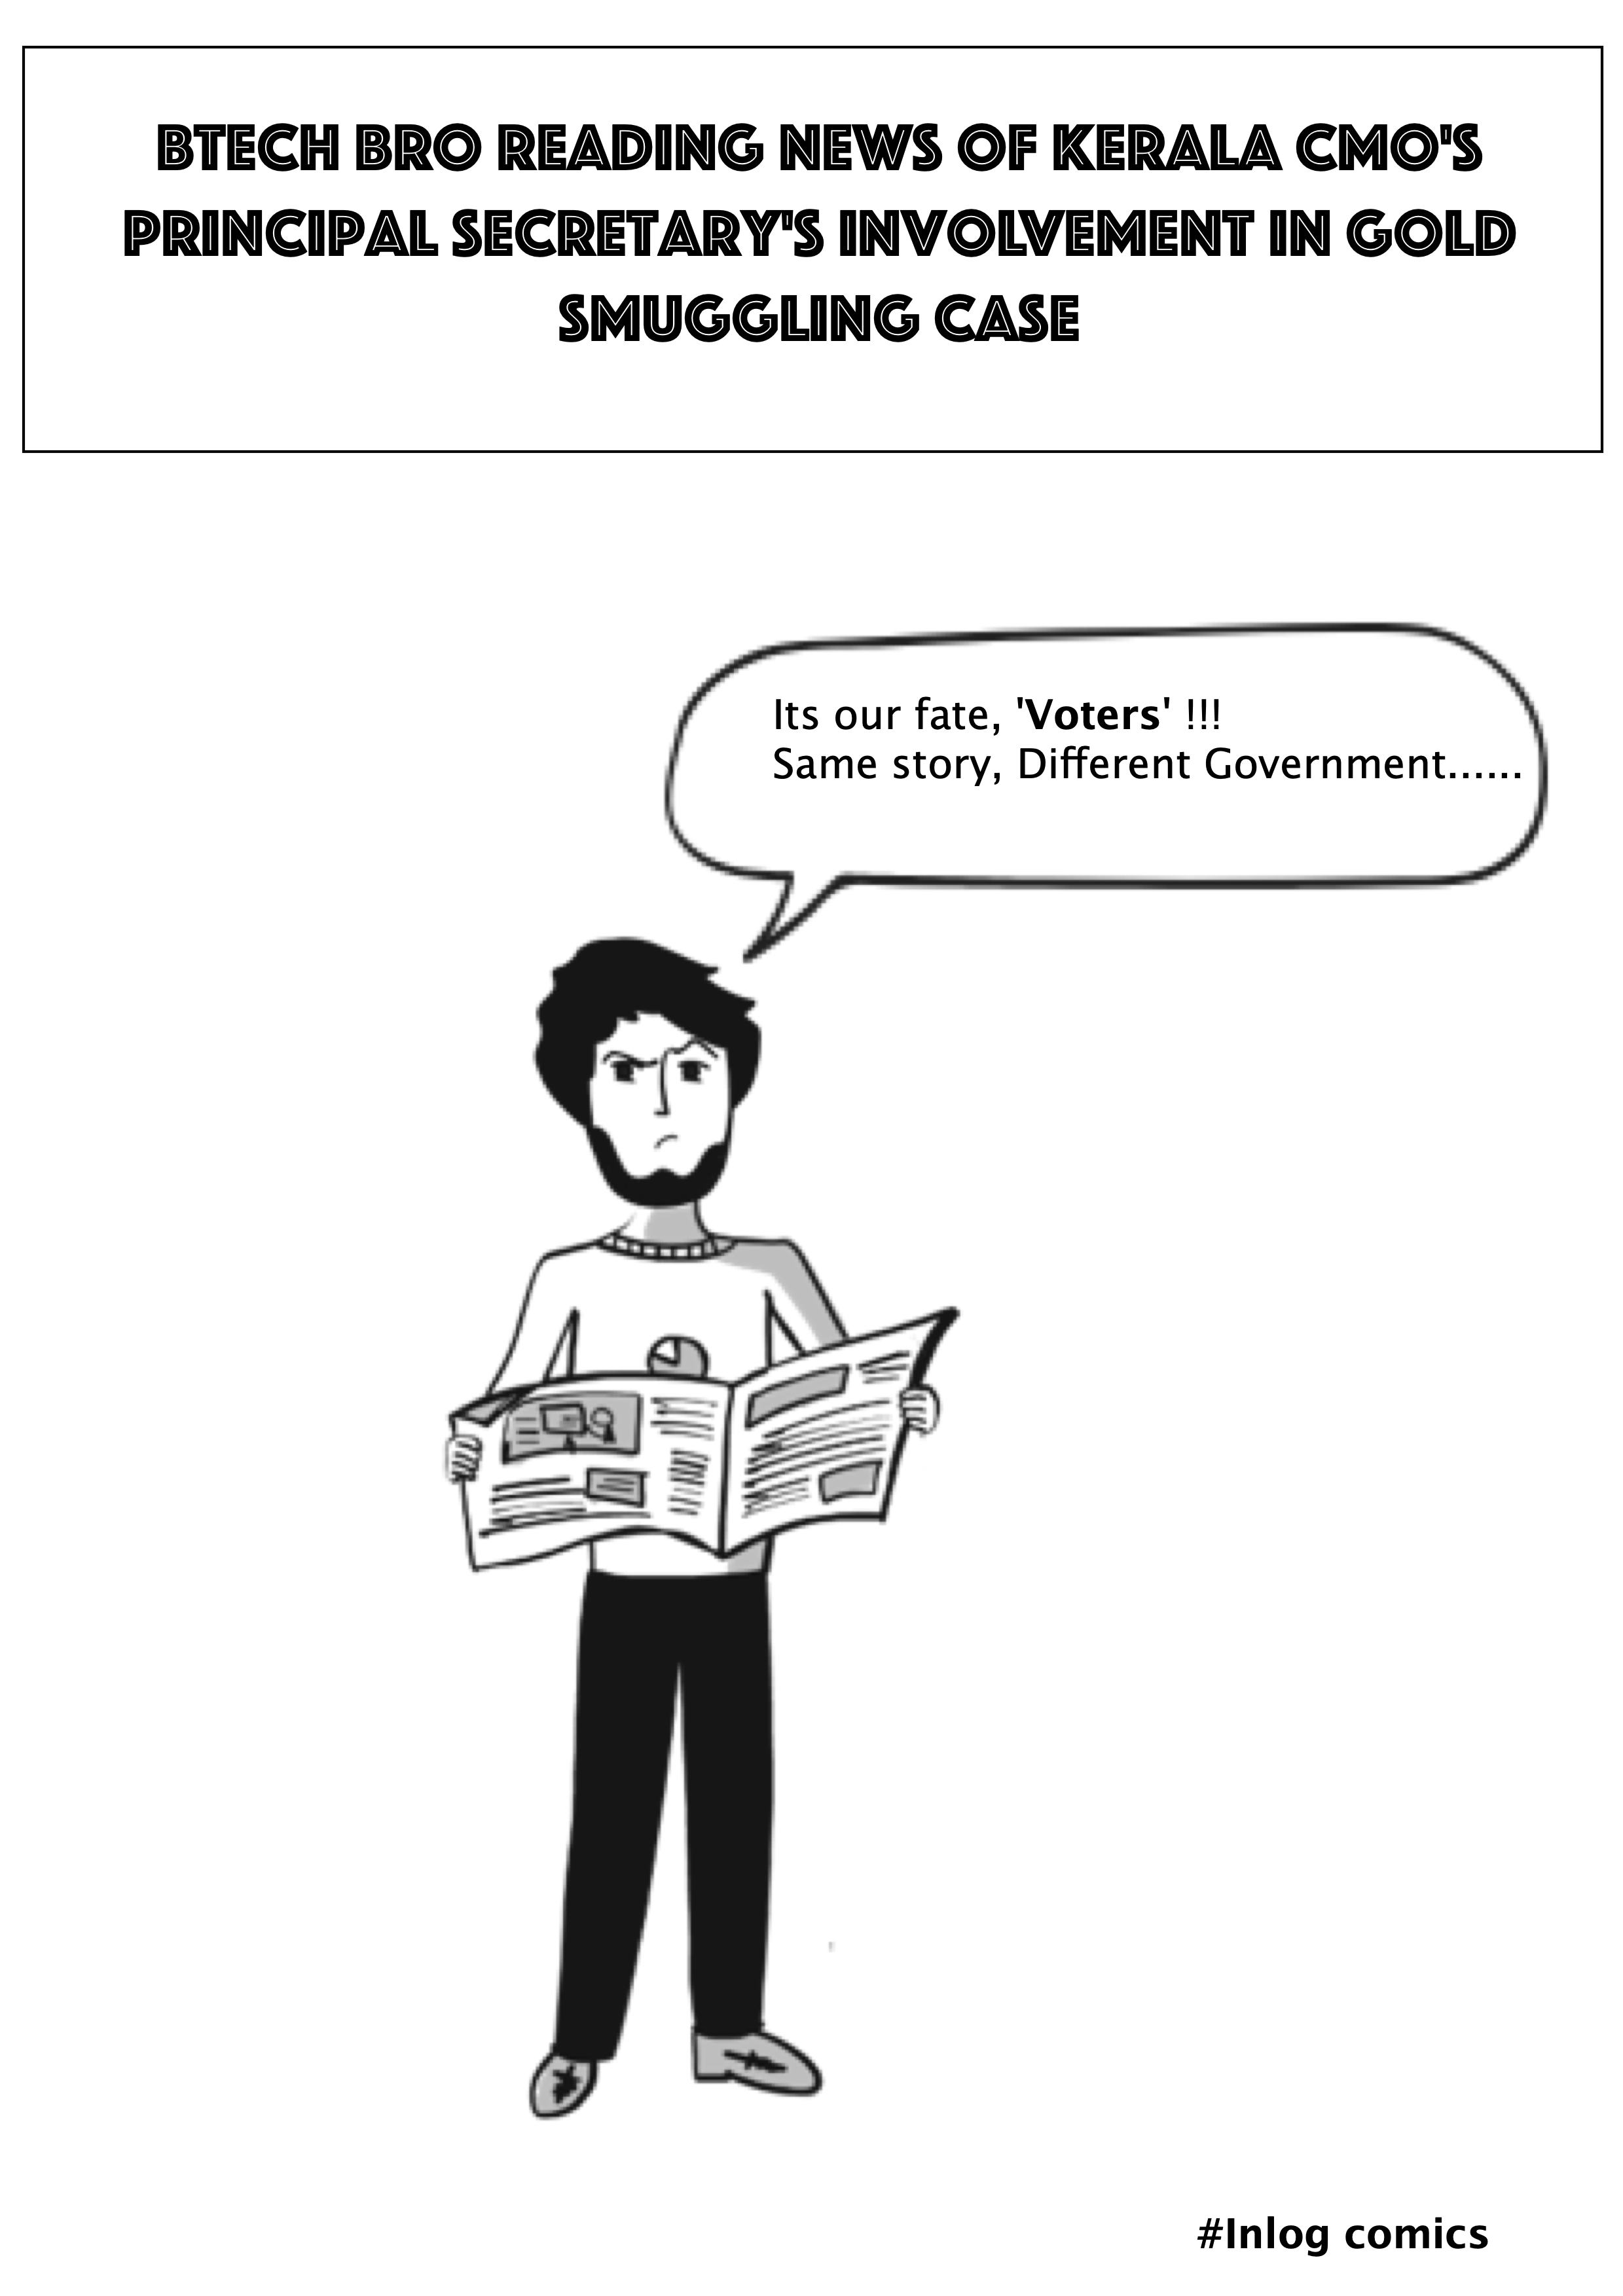 BTECH BRO READING NEWS OF KERALA CMO'S
PRINCIPAL SECRETARY'S INVOLVEMENT IN GOLD
SMUGGLING CASE
Its our fate, 'Voters' !!!
Same story, Different Government......
#Inlog comics